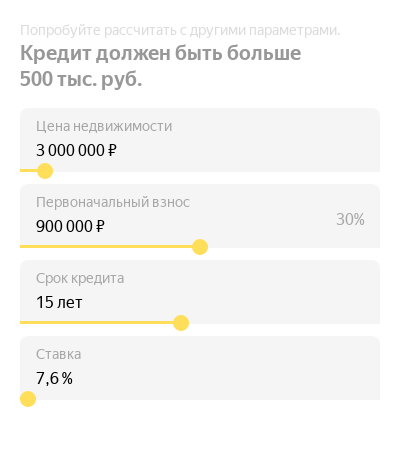 Попробуйте рассчитать с другими параметрами.
Кредит должен быть больше
500 тыс. руб.
Цена недвижимости
3 000 000 ₽
Первоначальный взнос
900 000 ₽
30%
Срок кредита
15 лет
Ставка
7,6 %